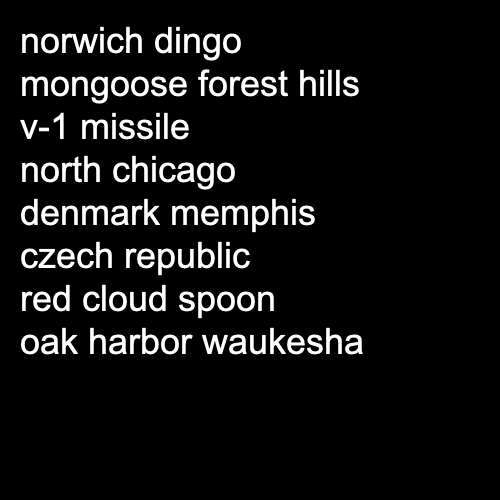 norwich dingo
mongoose forest hills
v-1 missile
north chicago
denmark memphis
czech republic
red cloud spoon
oak harbor waukesha